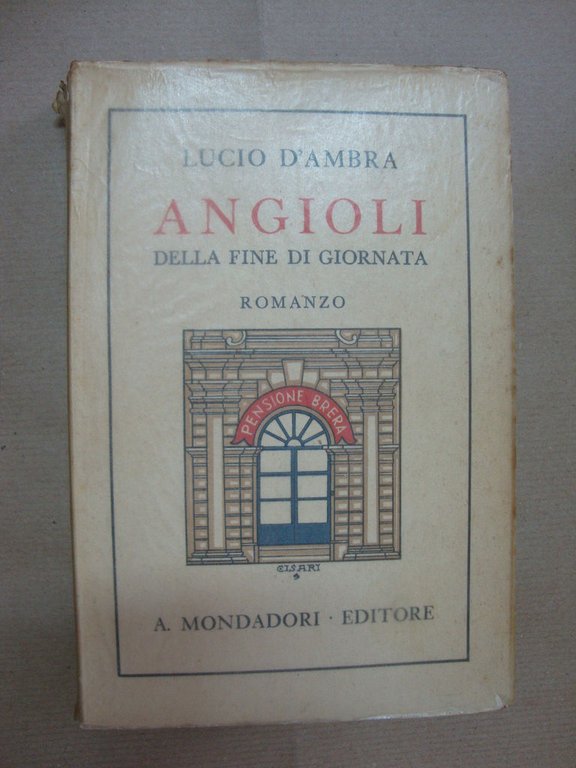 LUCIO D'AMBRA
ANGIOLI
DELLA FINE DI GIORNATA
ROMANZO
PENSIONE BRERA
CISARI
A. MONDADORI · EDITORE